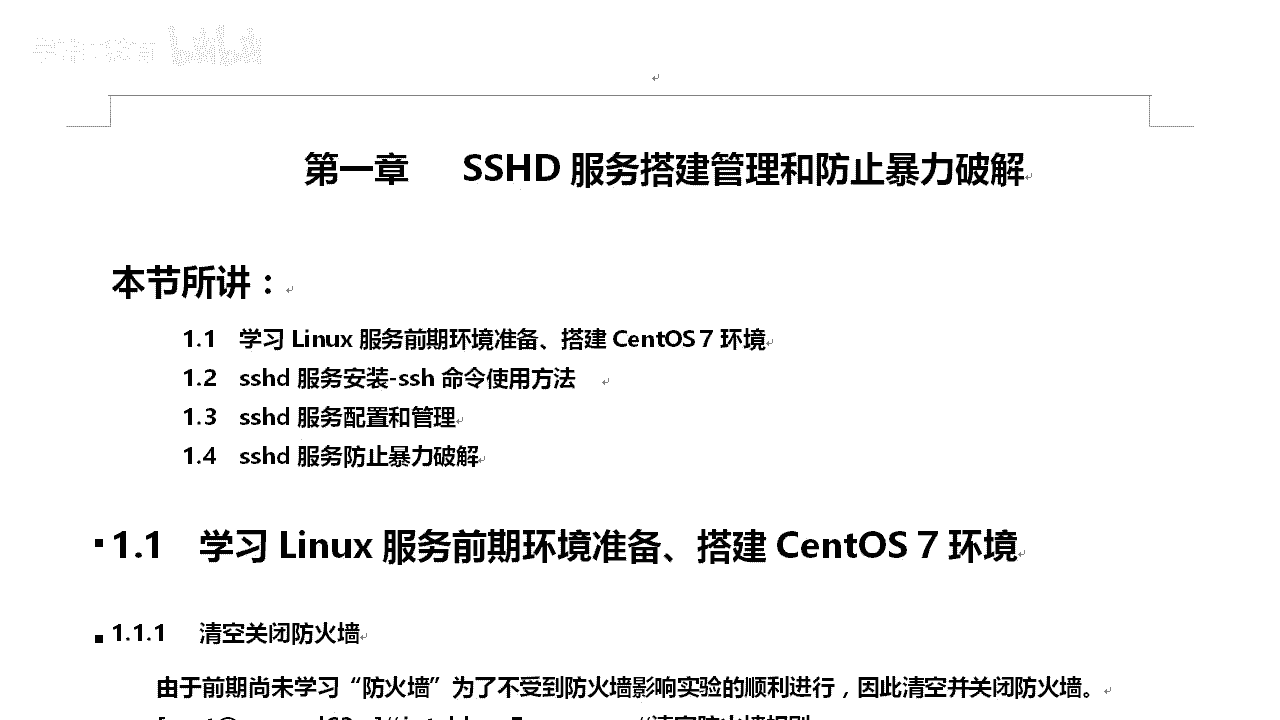 第一章 SSHD 服务搭建管理和防止暴力破解
本节所讲：
1.1 学习 Linux 服务前期环境准备、搭建 CentOS 7 环境
1.2 sshd 服务安装-ssh 命令使用方法
1.3 sshd 服务配置和管理
1.4 sshd 服务防止暴力破解
1.1 学习 Linux 服务前期环境准备、搭建 CentOS 7 环境
1.1.1 清空关闭防火墙
由于前期尚未学习“防火墙”为了不受到防火墙影响实验的顺利进行，因此清空并关闭防火墙。